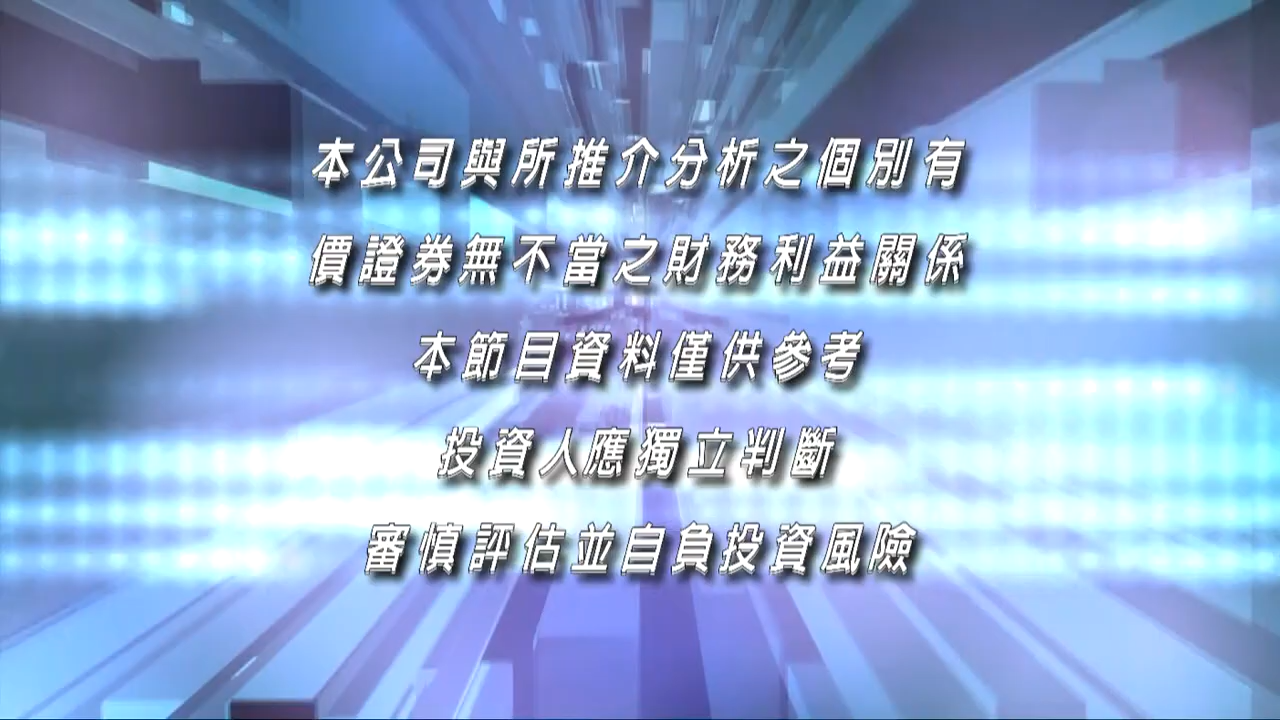 本公司與所推介分析之個別有
價證券無不當之財務利益關係
本節目資料僅供參考
投資人應獨立判斷
審慎評估並自負投資風險